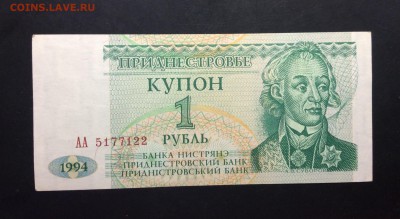 COINS.LAVE.RU
ПРИДНЕСТРОВЬЕ
КУПОН
1
РУБЛЬ
АА 5177122
1994
БАНКА НИСТРЯНЭ
ПРИДНЕСТРОВСКИЙ БАНК
ПРИДНІСТРОВСЬКИЙ БАНК